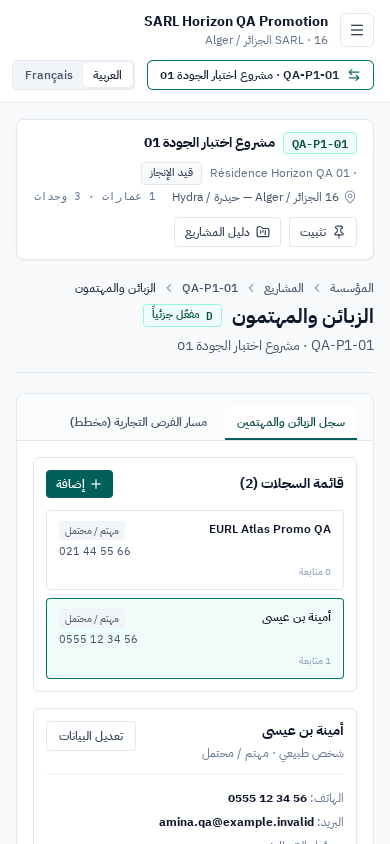 SARL Horizon QA Promotion
16 · SARL الجزائر / Alger
QA-P1-01 · مشروع اختبار الجودة 01
العربية
Français
QA-P1-01
مشروع اختبار الجودة 01
· Résidence Horizon QA 01
قيد الإنجاز
16 الجزائر / Alger — حيدرة / Hydra
1 عمارات · 3 وحدات
تثبيت
دليل المشاريع
المؤسسة
المشاريع
QA-P1-01
الزبائن والمهتمون
الزبائن والمهتمون
D مفعّل جزئياً
QA-P1-01 · مشروع اختبار الجودة 01
سجل الزبائن والمهتمين
مسار الفرص التجارية (مخطط)
قائمة السجلات (2)
إضافة
EURL Atlas Promo QA
مهتم / محتمل
021 44 55 66
0 متابعة
أمينة بن عيسى
مهتم / محتمل
0555 12 34 56
1 متابعة
أمينة بن عيسى
تعديل البيانات
شخص طبيعي · مهتم / محتمل
الهاتف: 0555 12 34 56
البريد: amina.qa@example.invalid